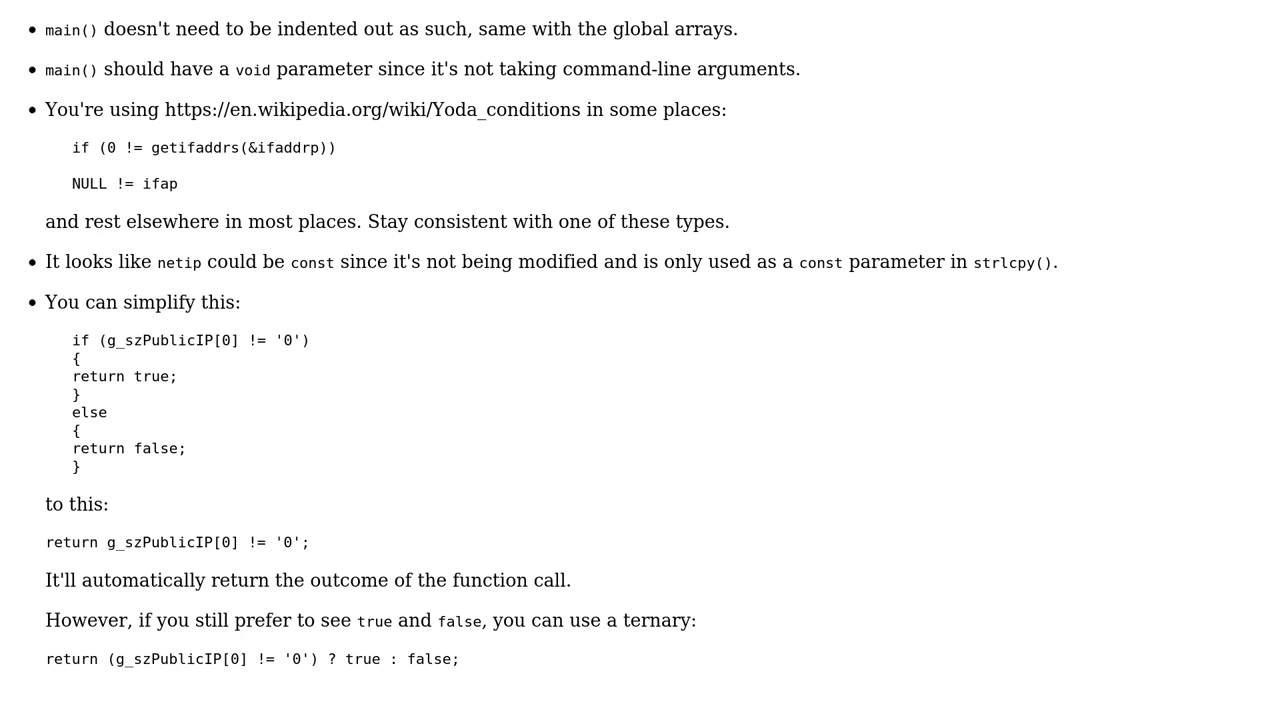 • main() doesn't need to be indented out as such, same with the global arrays.
• main() should have a void parameter since it's not taking command-line arguments.
• You're using https://en.wikipedia.org/wiki/Yoda_conditions in some places:
if (0 != getifaddrs(&ifaddrp))
NULL != ifap
and rest elsewhere in most places. Stay consistent with one of these types.
• It looks like netip could be const since it's not being modified and is only used as a const parameter in strlcpy().
• You can simplify this:
if (g_szPublicIP[0] != '0')
{
return true;
}
else
{
return false;
}
to this:
return g_szPublicIP[0] != '0';
It'll automatically return the outcome of the function call.
However, if you still prefer to see true and false, you can use a ternary:
return (g_szPublicIP[0] != '0') ? true : false;